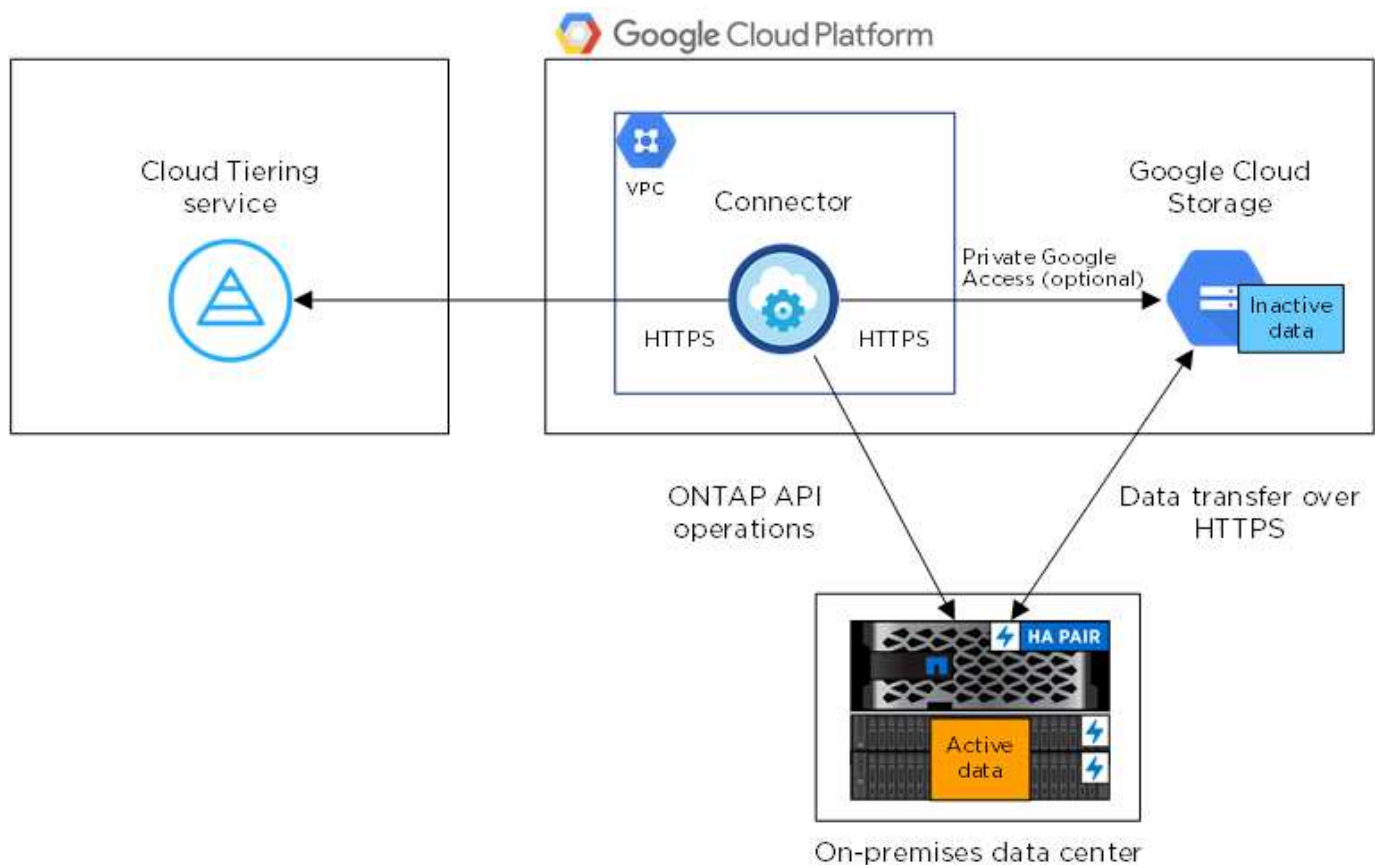 Google Cloud Platform
Cloud Tiering
service
VPC
Connector
Google Cloud
Storage
Private Google
Access (optional)
HTTPS
HTTPS
Inactive
data
ONTAP API
operations
Data transfer over
HTTPS
HA PAIR
Active
data
On-premises data center